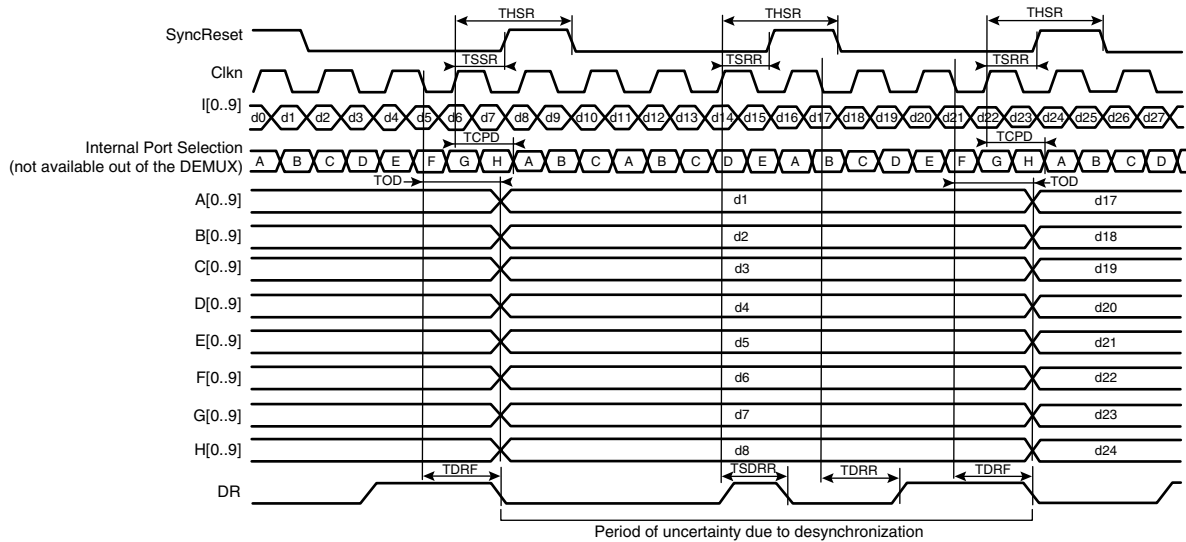 THSR THSR THSR
SyncReset
TSSR TSRR TSRR
Clkn
I[0..9]
d0 d1 d2 d3 d4 d5 d6 d7 d8 d9 d10 d11 d12 d13 d14 d15 d16 d17 d18 d19 d20 d21 d22 d23 d24 d25 d26 d27
TCPD TCPD
Internal Port Selection
(not available out of the DEMUX)
A B C D E F G H A B C A B C D E A B C D E F G H A B C D
TOD TOD
A[0..9] d1 d17
B[0..9] d2 d18
C[0..9] d3 d19
D[0..9] d4 d20
E[0..9] d5 d21
F[0..9] d6 d22
G[0..9] d7 d23
H[0..9] d8 d24
TDRF TSDRR TDRR TDRF
DR
Period of uncertainty due to desynchronization